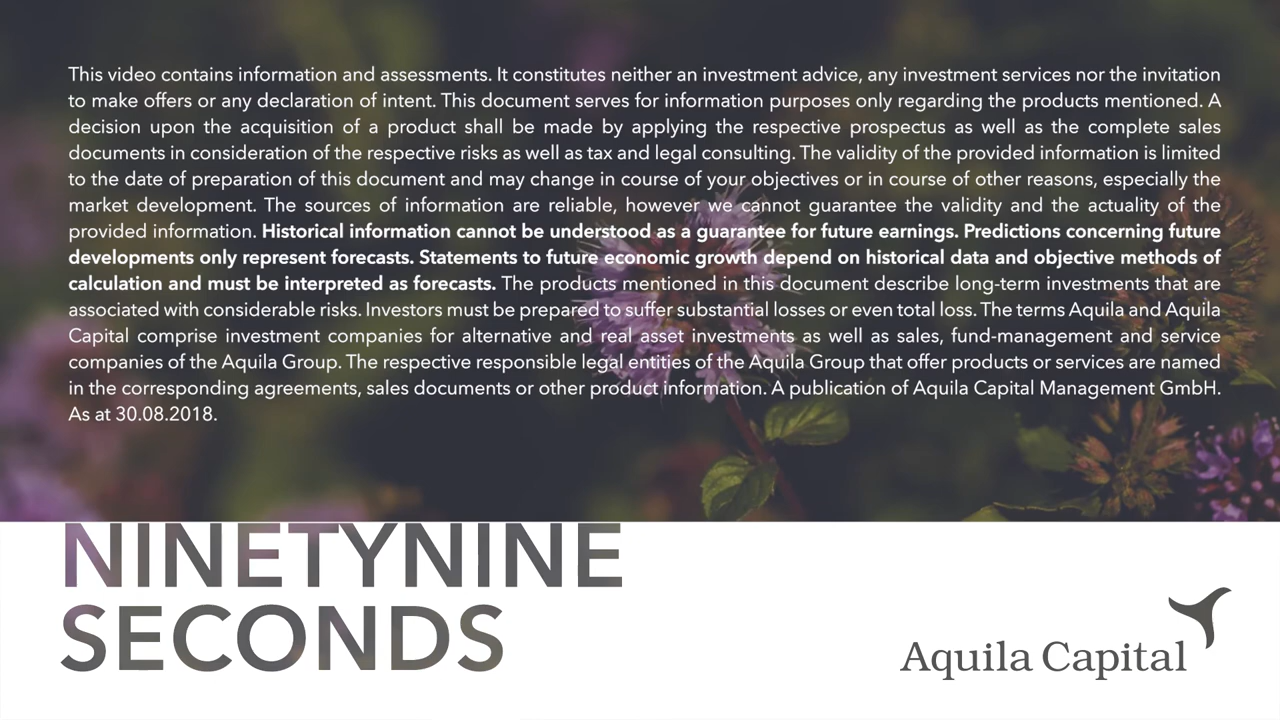 This video contains information and assessments. It constitutes neither an investment advice, any investment services nor the invitation
to make offers or any declaration of intent. This document serves for information purposes only regarding the products mentioned. A
decision upon the acquisition of a product shall be made by applying the respective prospectus as well as the complete sales
documents in consideration of the respective risks as well as tax and legal consulting. The validity of the provided information is limited
to the date of preparation of this document and may change in course of your objectives or in course of other reasons, especially the
market development. The sources of information are reliable, however we cannot guarantee the validity and the actuality of the
provided information. Historical information cannot be understood as a guarantee for future earnings. Predictions concerning future
developments only represent forecasts. Statements to future economic growth depend on historical data and objective methods of
calculation and must be interpreted as forecasts. The products mentioned in this document describe long-term investments that are
associated with considerable risks. Investors must be prepared to suffer substantial losses or even total loss. The terms Aquila and Aquila
Capital comprise investment companies for alternative and real asset investments as well as sales, fund-management and service
companies of the Aquila Group. The respective responsible legal entities of the Aquila Group that offer products or services are named
in the corresponding agreements, sales documents or other product information. A publication of Aquila Capital Management GmbH.
As at 30.08.2018.
NINETYNINE
SECONDS
Aquila Capital